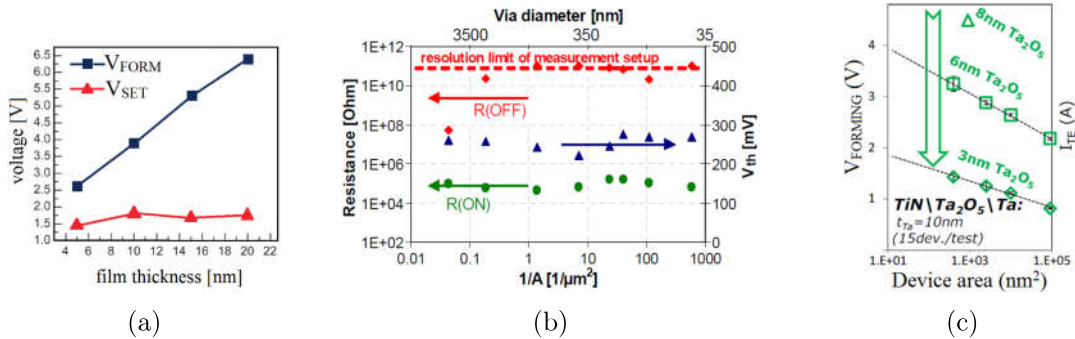 (a)
voltage [V]
6.5
6.0
5.5
5.0
4.5
4.0
3.5
3.0
2.5
2.0
1.5
1.0
V_FORM
V_SET
4 6 8 10 12 14 16 18 20 22
film thickness [nm]
(a)
(b)
Via diameter [nm]
3500 350 35
Resistance [Ohm]
1E+12
1E+10
1E+08
1E+06
1E+04
1E+02
resolution limit of measurement setup
R(OFF)
R(ON)
500
400
300
200
100
0
V_th [mV]
0.01 0.1 1 10 100 1000
1/A [1/µm²]
(b)
(c)
V_FORMING (V)
4
3
2
1
8nm Ta₂O₅
6nm Ta₂O₅
3nm Ta₂O₅
TiN\Ta₂O₅\Ta:
t_Ta=10nm
(15dev./test)
I_TE (A)
1.E+01 1.E+03 1.E+05
Device area (nm²)
(c)